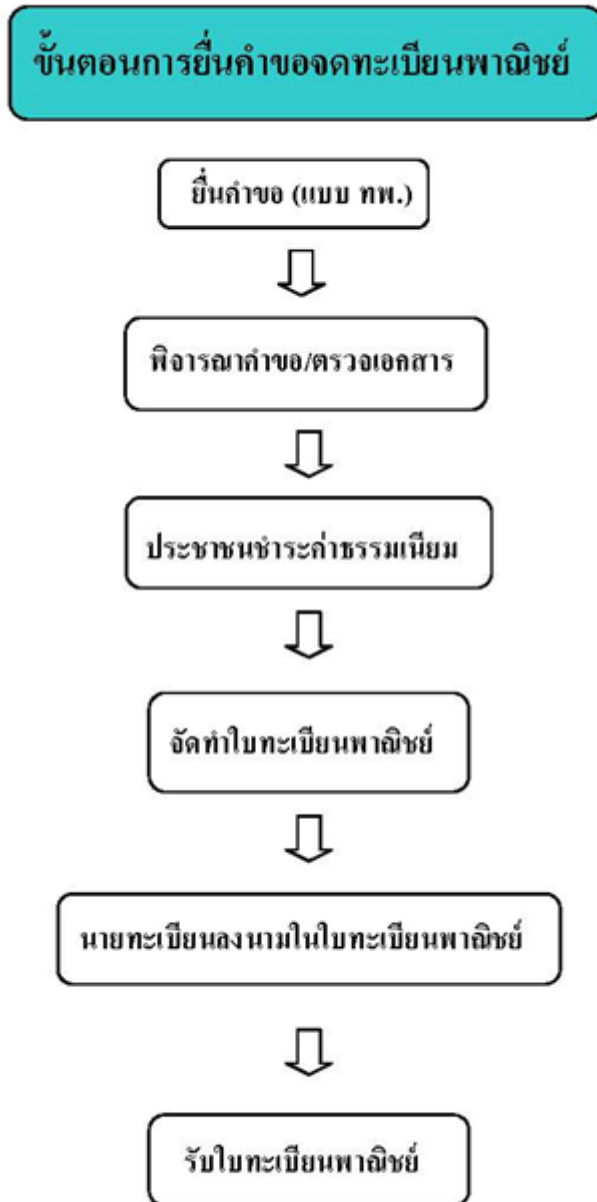 ขั้นตอนการยื่นคำขอจดทะเบียนพาณิชย์
ยื่นคำขอ (แบบ ทพ.)
พิจารณาคำขอ/ตรวจเอกสาร
ประชาชนชำระค่าธรรมเนียม
จัดทำใบทะเบียนพาณิชย์
นายทะเบียนลงนามในใบทะเบียนพาณิชย์
รับใบทะเบียนพาณิชย์